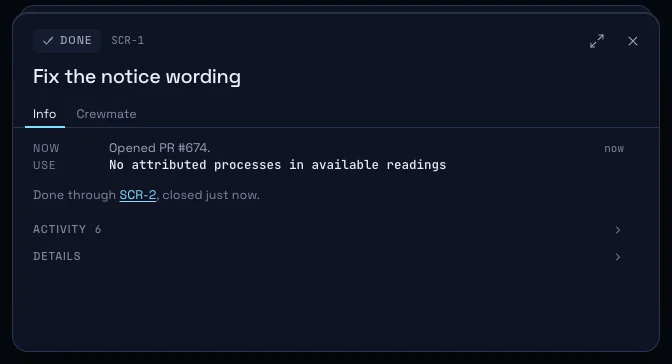 DONE SCR-1
Fix the notice wording
Info Crewmate
NOW Opened PR #674. now
USE No attributed processes in available readings
Done through SCR-2, closed just now.
ACTIVITY 6
DETAILS